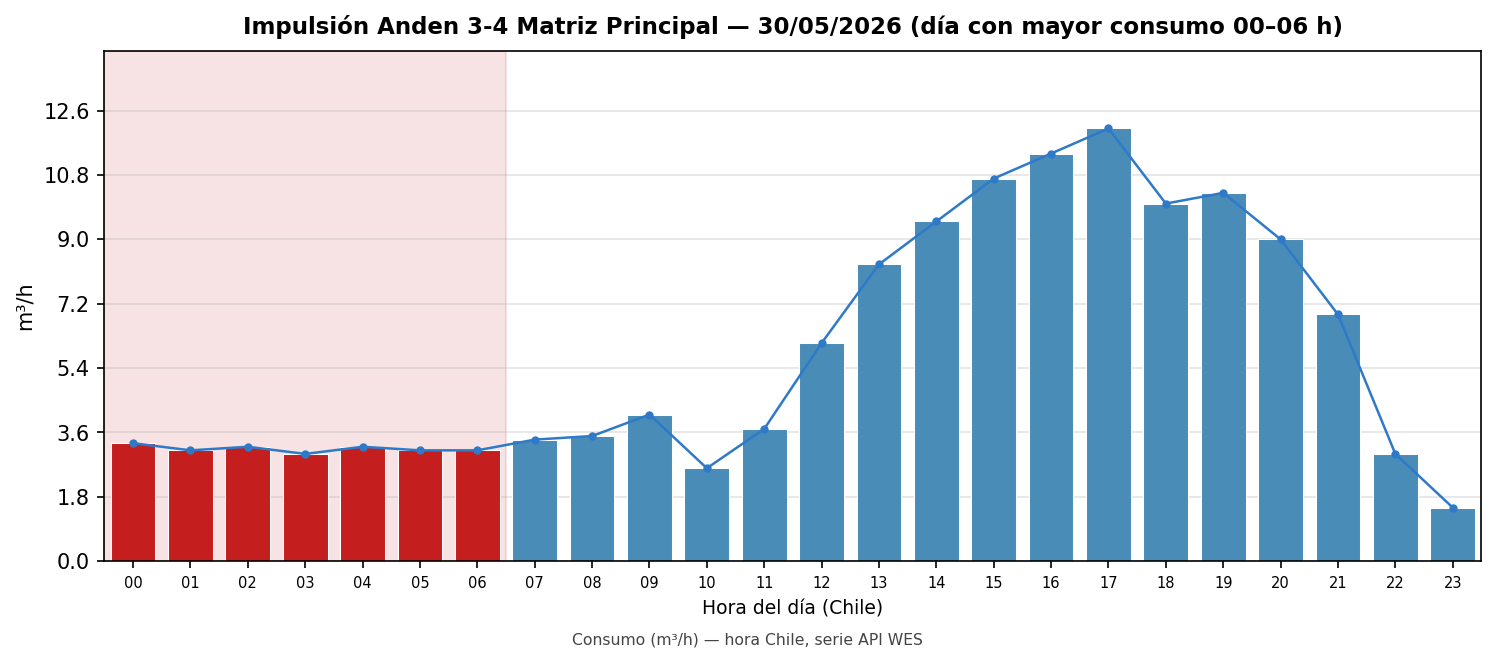 Impulsión Anden 3-4 Matriz Principal — 30/05/2026 (día con mayor consumo 00–06 h)
m³/h
12.6
10.8
9.0
7.2
5.4
3.6
1.8
0.0
00 01 02 03 04 05 06 07 08 09 10 11 12 13 14 15 16 17 18 19 20 21 22 23
Hora del día (Chile)
Consumo (m³/h) — hora Chile, serie API WES